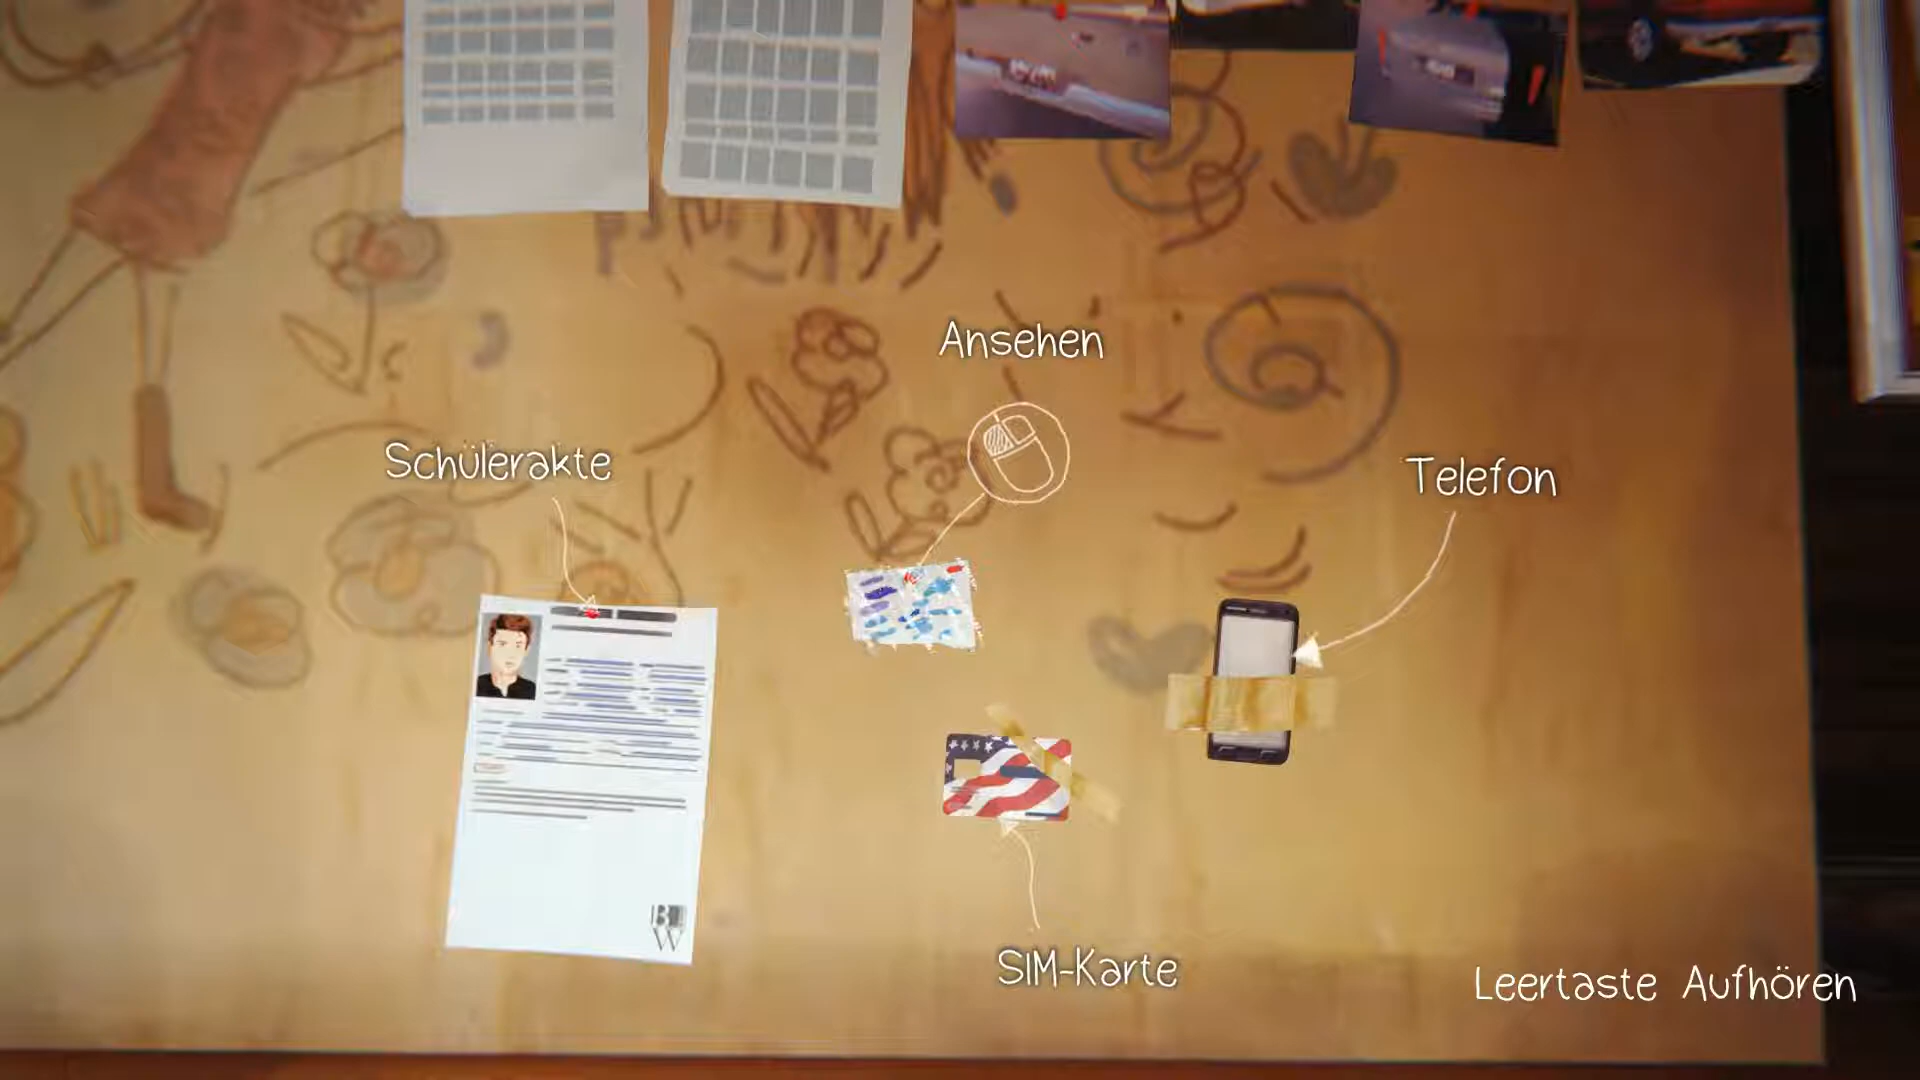 Ansehen
Schülerakte
Telefon
SIM-Karte
Leertaste Aufhören